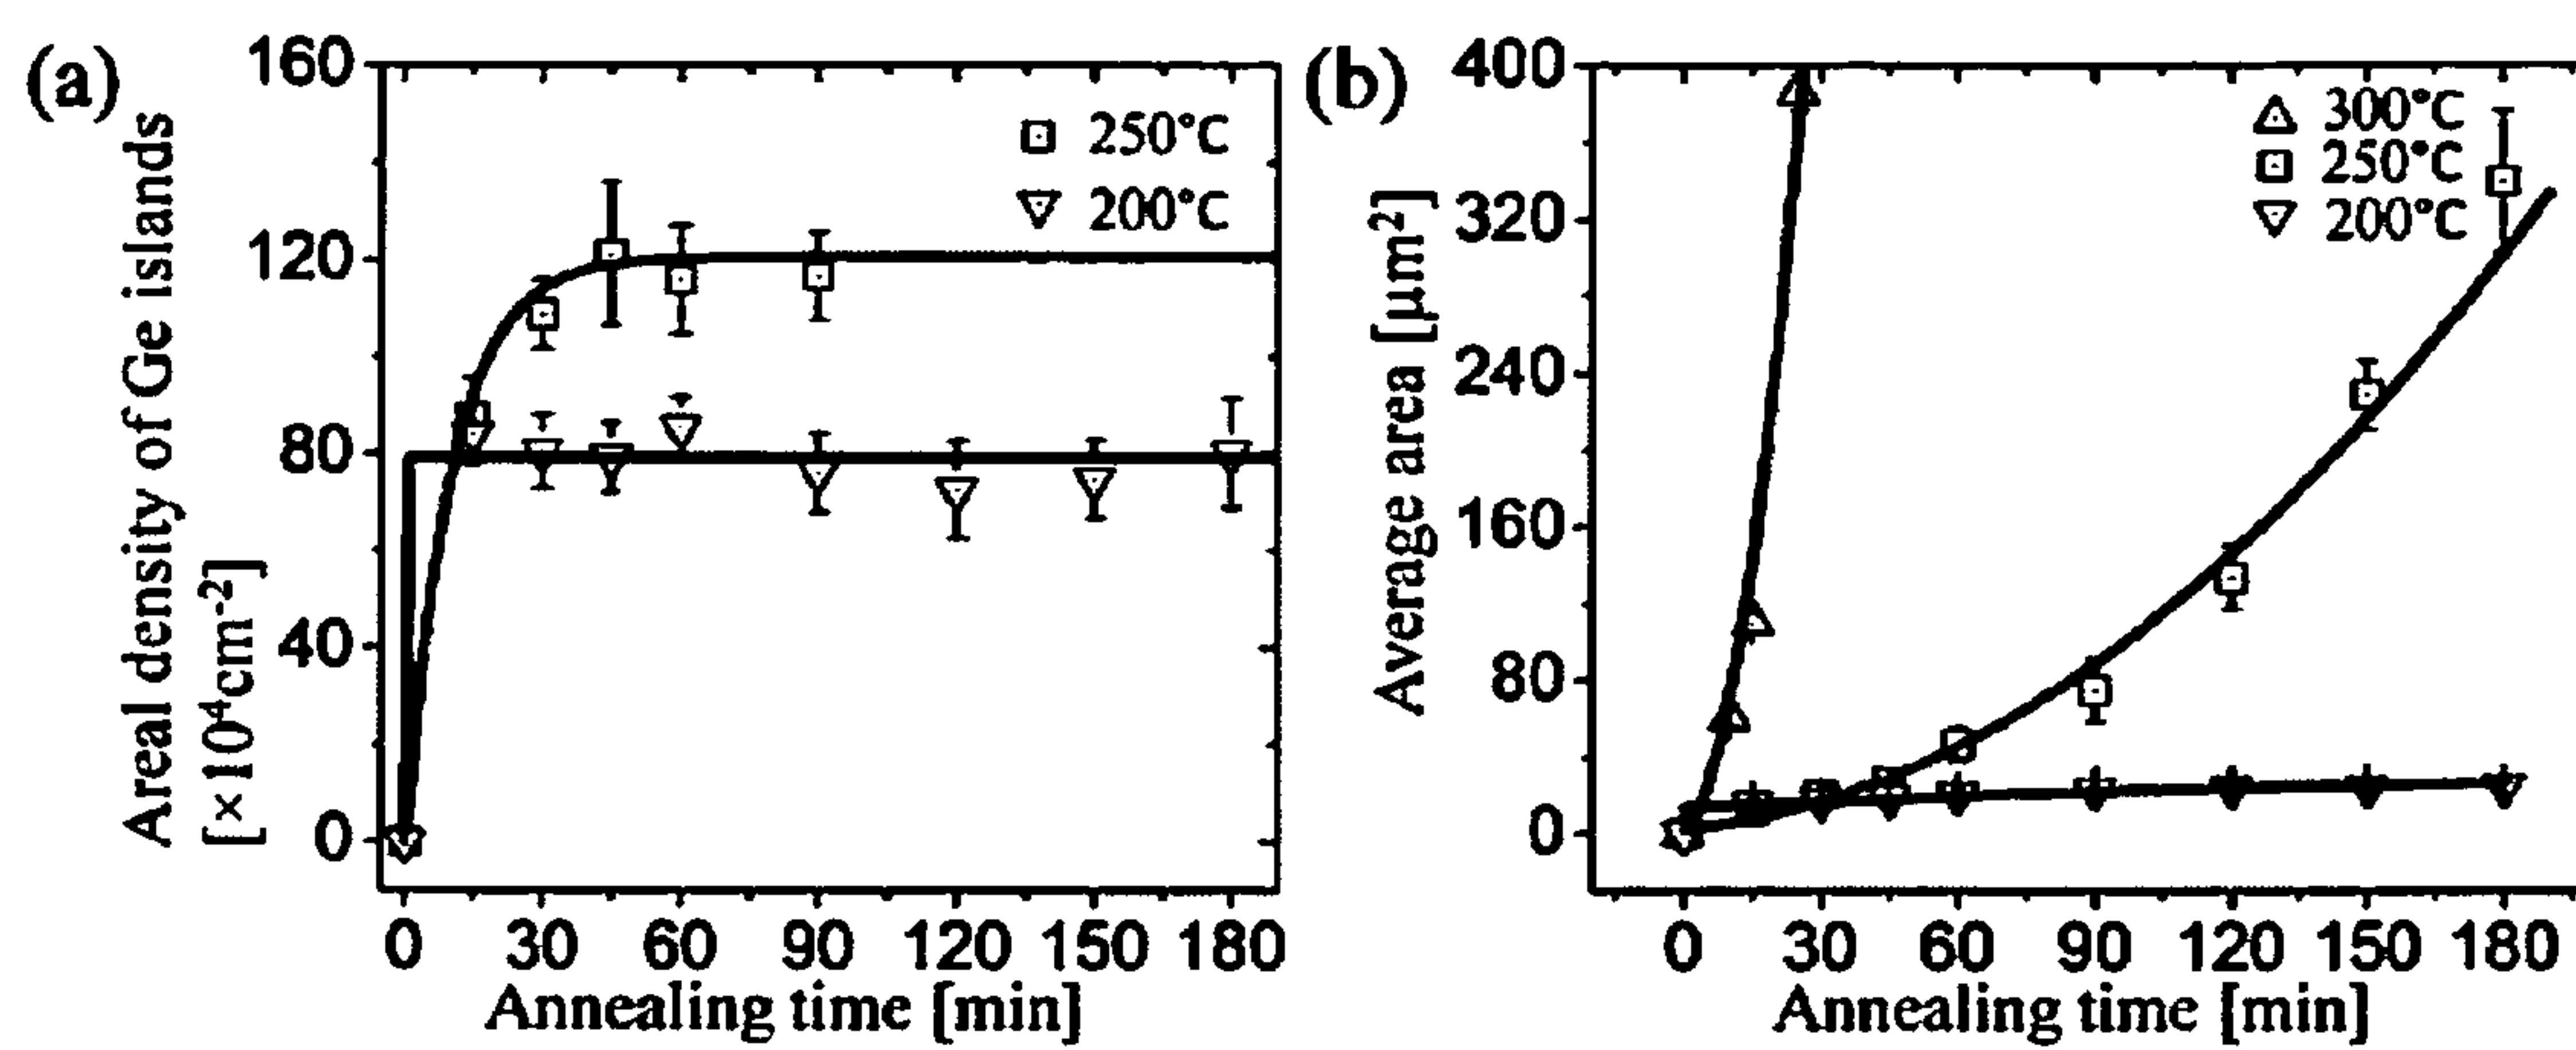 (a)
Areal density of Ge islands
[×10⁴cm⁻²]
160
120
80
40
0
250°C
200°C
0 30 60 90 120 150 180
Annealing time [min]
(b)
Average area [µm²]
400
320
240
160
80
0
300°C
250°C
200°C
0 30 60 90 120 150 180
Annealing time [min]